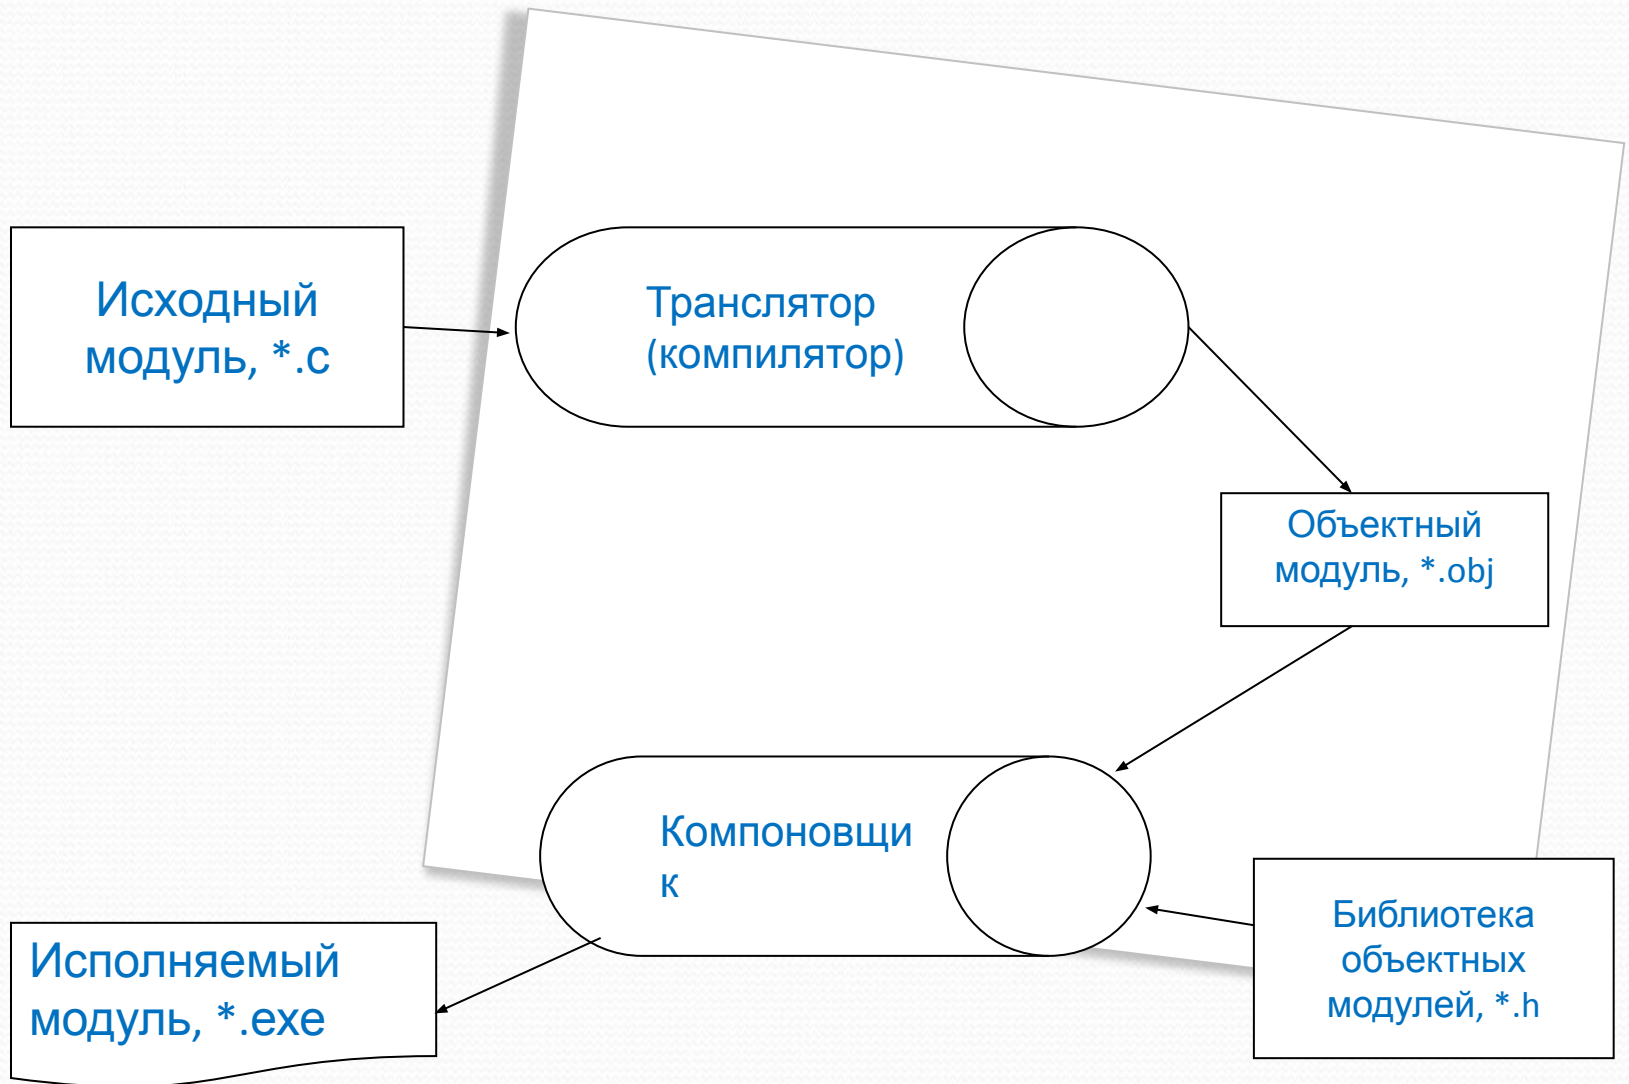 Исходный
модуль, *.c
Транслятор
(компилятор)
Объектный
модуль, *.obj
Компоновщи
к
Библиотека
объектных
модулей, *.h
Исполняемый
модуль, *.exe